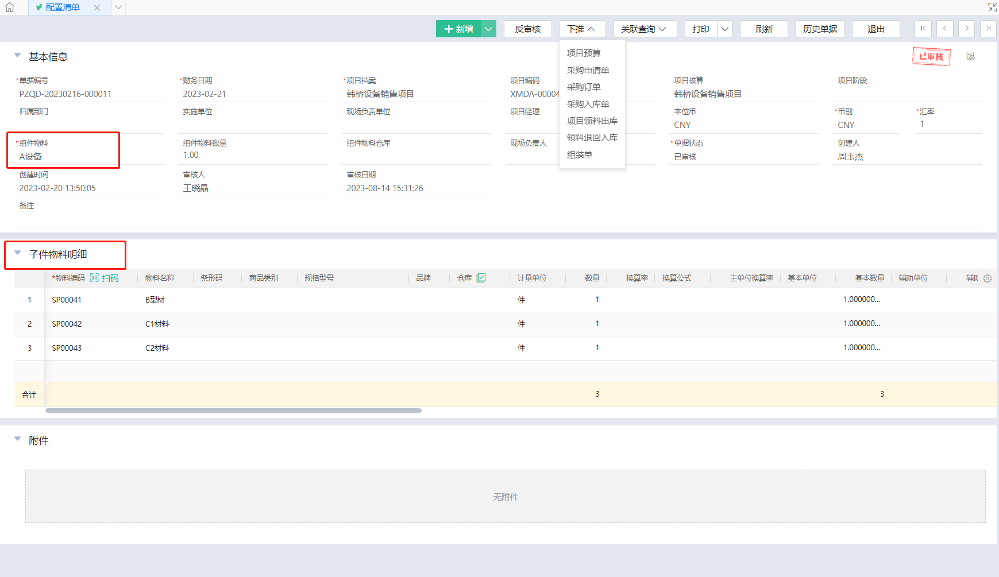 配置清单
新增 反审核 下推 关联查询 打印 刷新 历史单据 退出
基本信息
已审核
项目预算
采购申请单
采购订单
采购入库单
项目领料出库
领料退回入库
组装单
*单据编号 *财务日期 *项目档案 项目编码 项目核算 项目阶段
PZQD-20230216-000011 2023-02-21 韩桥设备销售项目 XMDA-00004 韩桥设备销售项目
归属部门 实施单位 现场负责单位 项目经理 本位币 *币别 *汇率
CNY CNY 1
*组件物料 组件物料数量 组件物料仓库 现场负责人 *单据状态 创建人
A设备 1.00 已审核 周玉杰
创建时间 审核人 审核日期
2023-02-20 13:50:05 王晓晶 2023-08-14 15:31:26
备注
子件物料明细
*物料编码 扫码 物料名称 条形码 商品类别 规格型号 品牌 仓库 计量单位 数量 换算率 换算公式 主单位换算率 基本单位 基本数量 辅助单位 辅助
1 SP00041 B型材 件 1 1.000000...
2 SP00042 C1材料 件 1 1.000000...
3 SP00043 C2材料 件 1 1.000000...
合计 3 3
附件
无附件